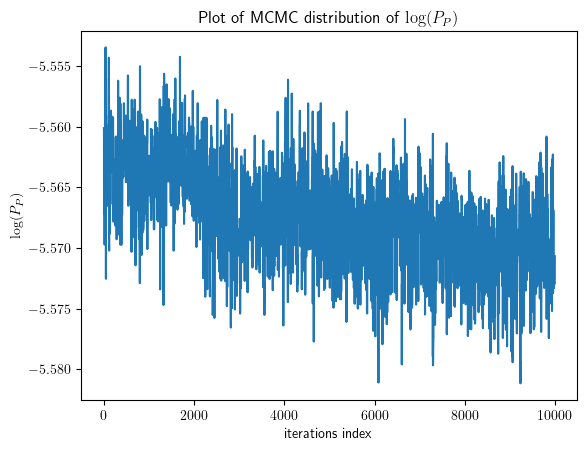 Plot of MCMC distribution of log(P_P)
−5.555
−5.560
−5.565
−5.570
−5.575
−5.580
log(P_P)
0 2000 4000 6000 8000 10000
iterations index